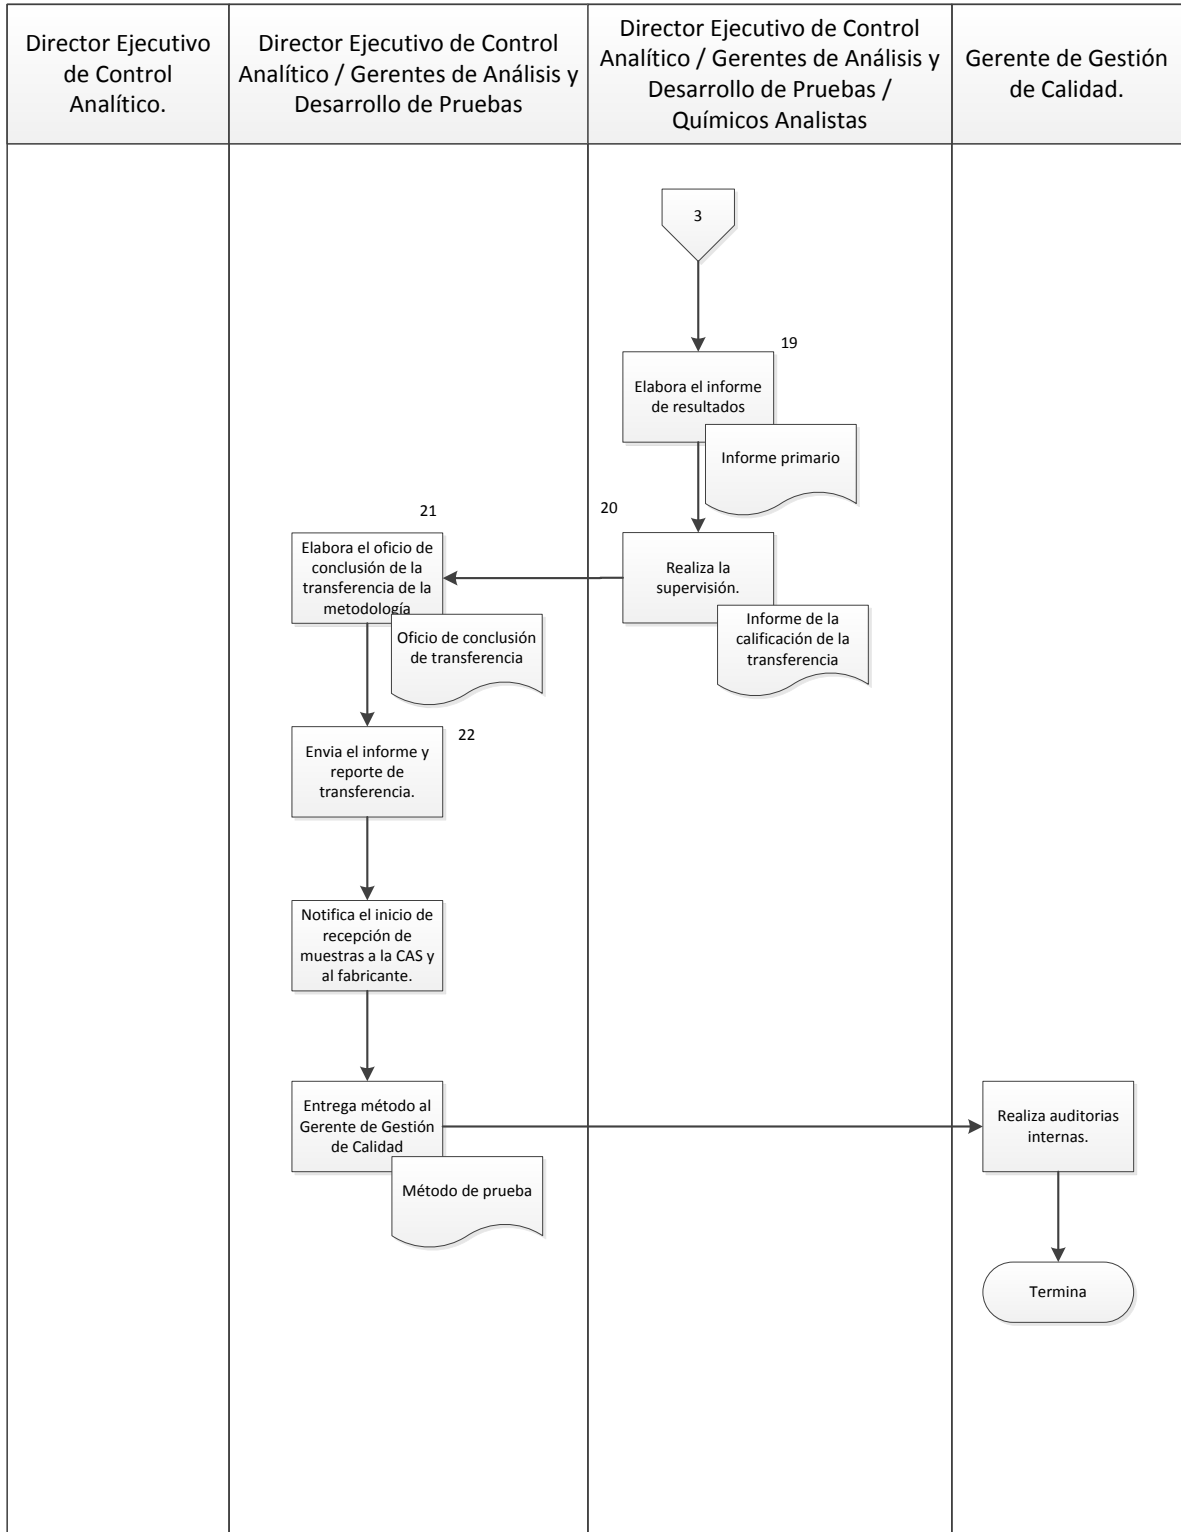 Director Ejecutivo
de Control
Analítico.
Director Ejecutivo de Control
Analítico / Gerentes de Análisis y
Desarrollo de Pruebas
Director Ejecutivo de Control
Analítico / Gerentes de Análisis y
Desarrollo de Pruebas /
Químicos Analistas
Gerente de Gestión
de Calidad.
3
19
Elabora el informe
de resultados
Informe primario
20
Realiza la
supervisión.
Informe de la
calificación de la
transferencia
21
Elabora el oficio de
conclusión de la
transferencia de la
metodología
Oficio de conclusión
de transferencia
22
Envia el informe y
reporte de
transferencia.
Notifica el inicio de
recepción de
muestras a la CAS y
al fabricante.
Entrega método al
Gerente de Gestión
de Calidad
Método de prueba
Realiza auditorias
internas.
Termina